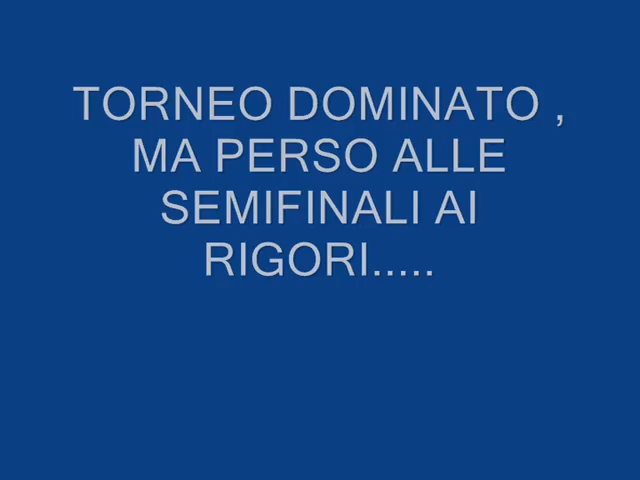 TORNEO DOMINATO ,
MA PERSO ALLE
SEMIFINALI AI
RIGORI.....